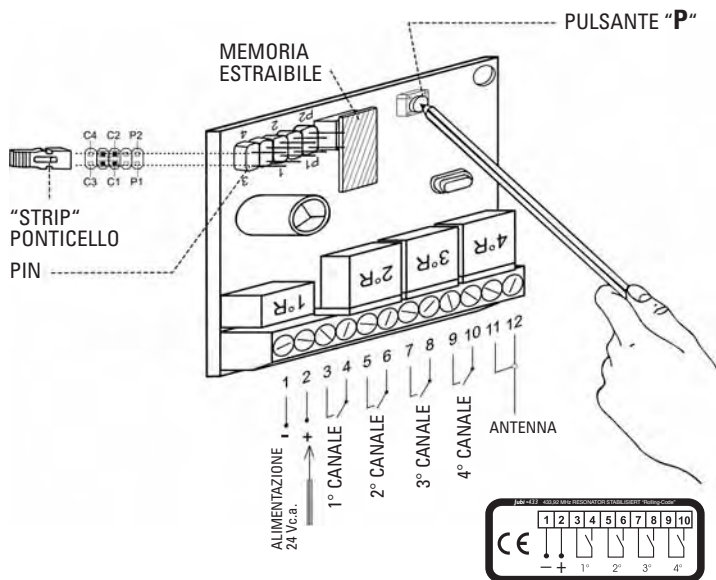 PULSANTE “P”
MEMORIA
ESTRAIBILE
C4 C2 P2
C3 C1 P1
4 2 P2
3 1 P1
“STRIP“
PONTICELLO
PIN
1°R 2°R 3°R 4°R
1 2 3 4 5 6 7 8 9 10 11 12
- +
ALIMENTAZIONE
24 Vc.a.
1° CANALE
2° CANALE
3° CANALE
4° CANALE
ANTENNA
jubi-433 433,92 MHz RESONATOR STABILISIERT "Rolling-Code"
CE
1 2 3 4 5 6 7 8 9 10
- + 1° 2° 3° 4°